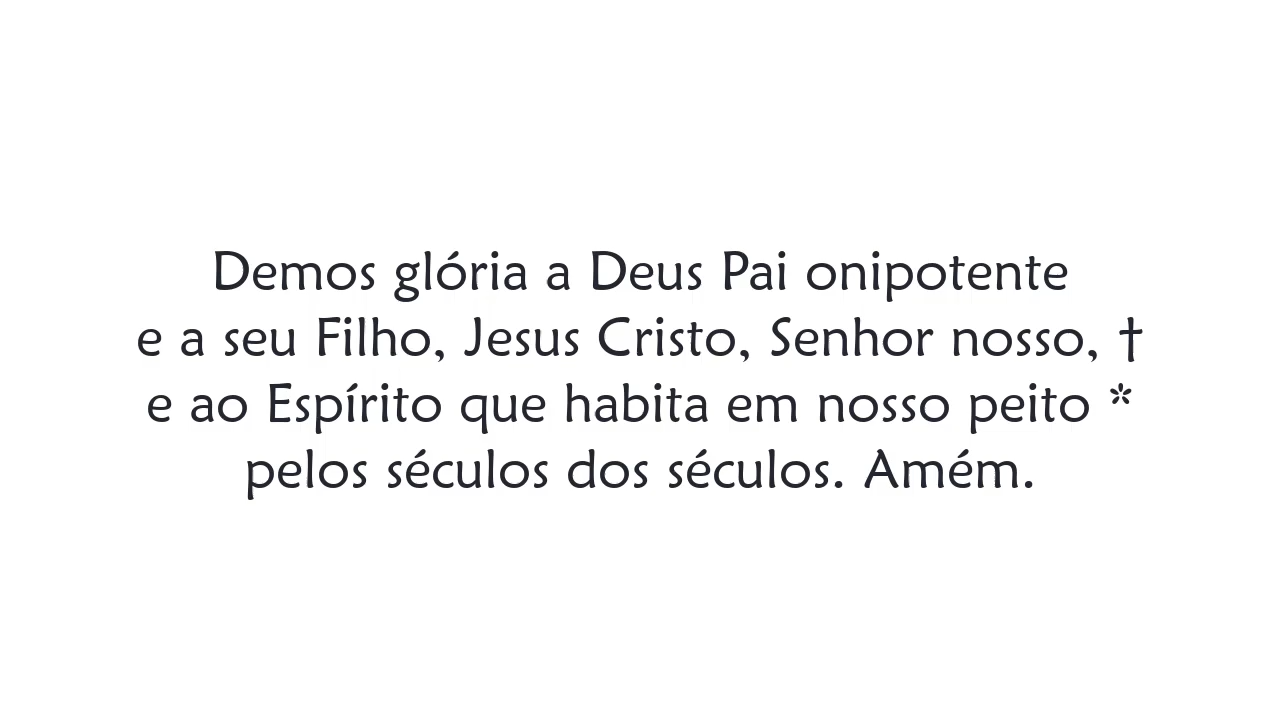 Demos glória a Deus Pai onipotente
e a seu Filho, Jesus Cristo, Senhor nosso, †
e ao Espírito que habita em nosso peito *
pelos séculos dos séculos. Amém.